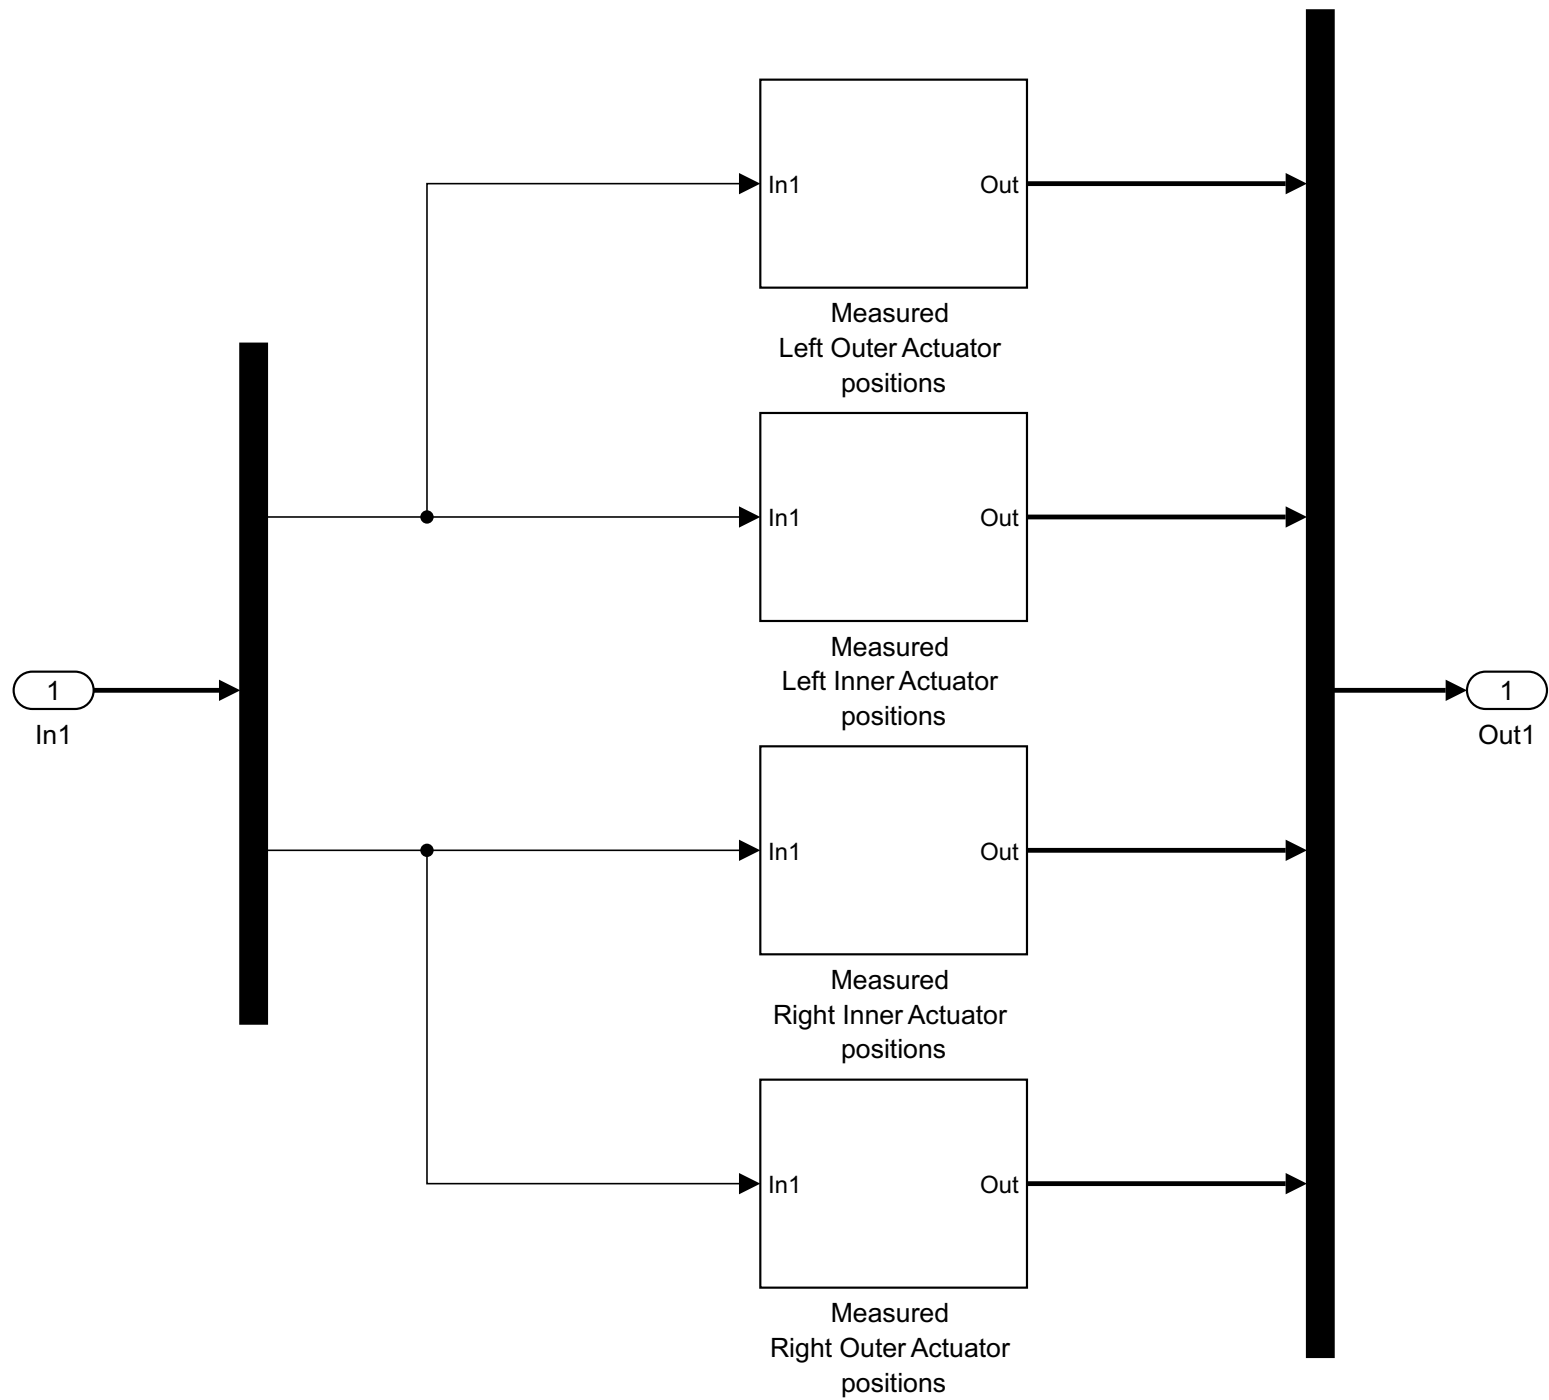 In1
Out
Measured
Left Outer Actuator
positions
In1
Out
Measured
Left Inner Actuator
positions
1
In1
1
Out1
In1
Out
Measured
Right Inner Actuator
positions
In1
Out
Measured
Right Outer Actuator
positions